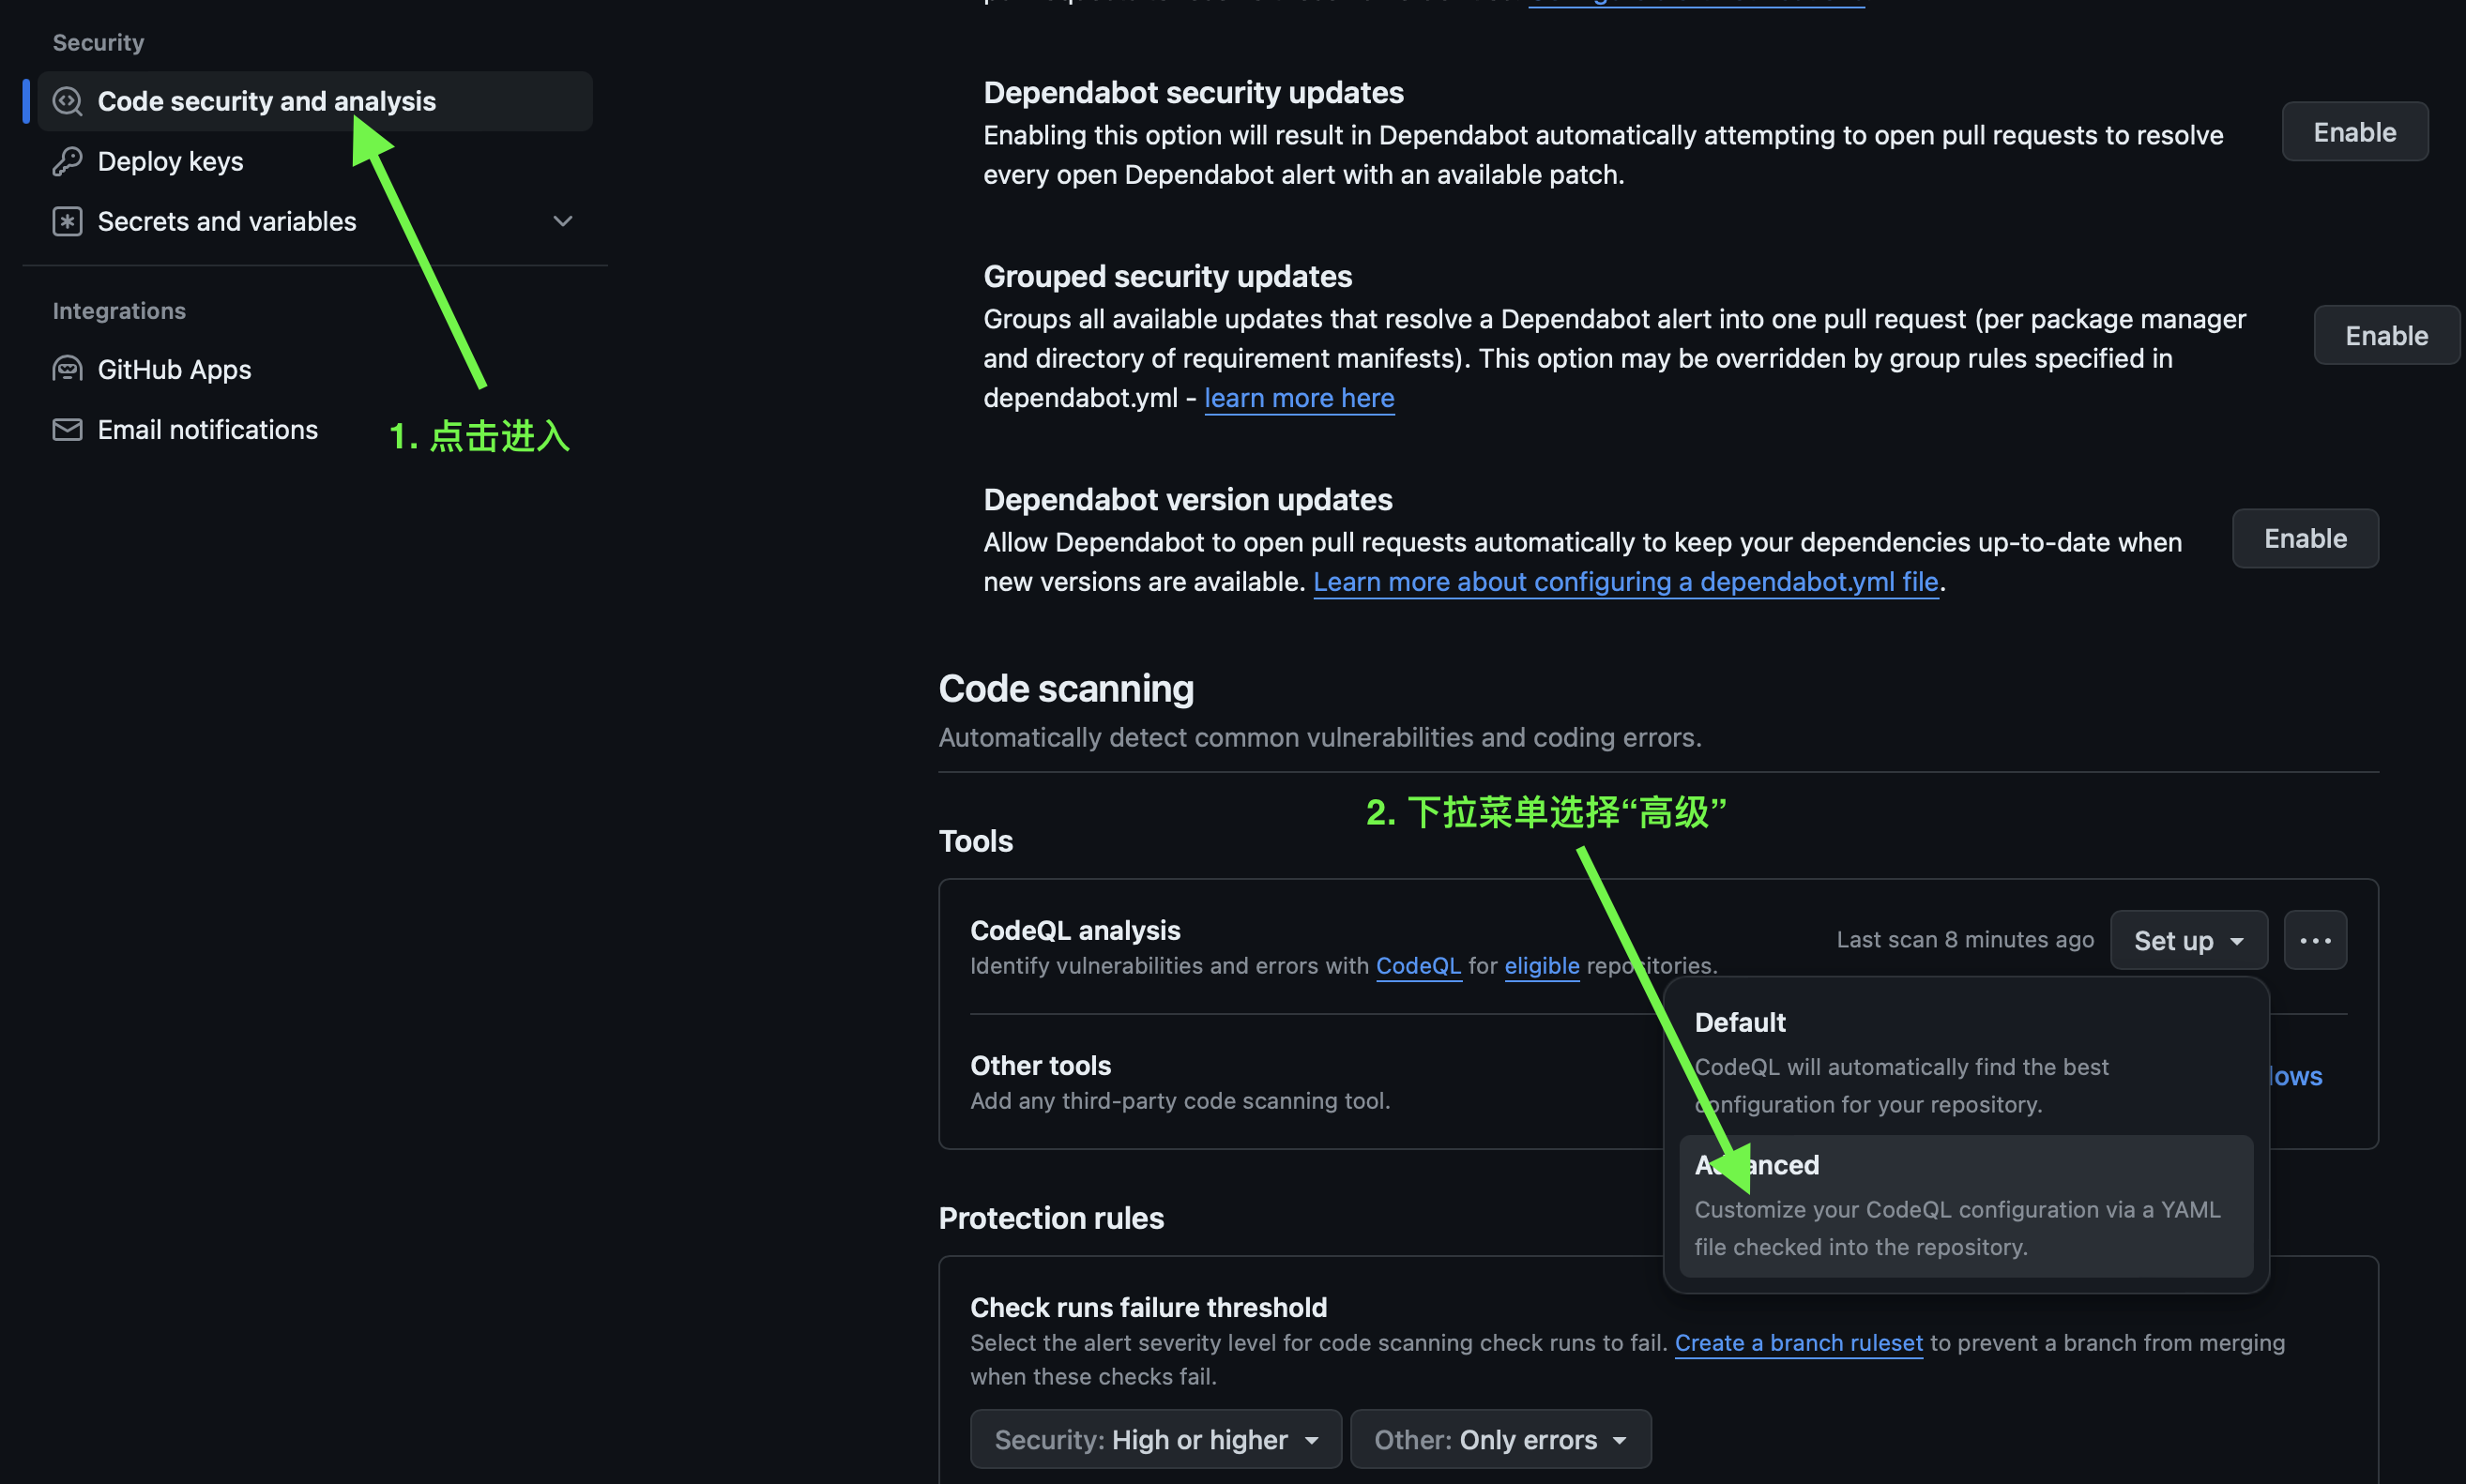 Security
Code security and analysis
Deploy keys
Secrets and variables
Integrations
GitHub Apps
Email notifications
1. 点击进入
Dependabot security updates
Enabling this option will result in Dependabot automatically attempting to open pull requests to resolve
every open Dependabot alert with an available patch.
Enable
Grouped security updates
Groups all available updates that resolve a Dependabot alert into one pull request (per package manager
and directory of requirement manifests). This option may be overridden by group rules specified in
dependabot.yml - learn more here
Enable
Dependabot version updates
Allow Dependabot to open pull requests automatically to keep your dependencies up-to-date when
new versions are available. Learn more about configuring a dependabot.yml file.
Enable
Code scanning
Automatically detect common vulnerabilities and coding errors.
2. 下拉菜单选择“高级”
Tools
CodeQL analysis
Identify vulnerabilities and errors with CodeQL for eligible repositories.
Last scan 8 minutes ago
Set up
Default
CodeQL will automatically find the best
configuration for your repository.
Advanced
Customize your CodeQL configuration via a YAML
file checked into the repository.
Other tools
Add any third-party code scanning tool.
Protection rules
Check runs failure threshold
Select the alert severity level for code scanning check runs to fail. Create a branch ruleset to prevent a branch from merging
when these checks fail.
Security: High or higher
Other: Only errors